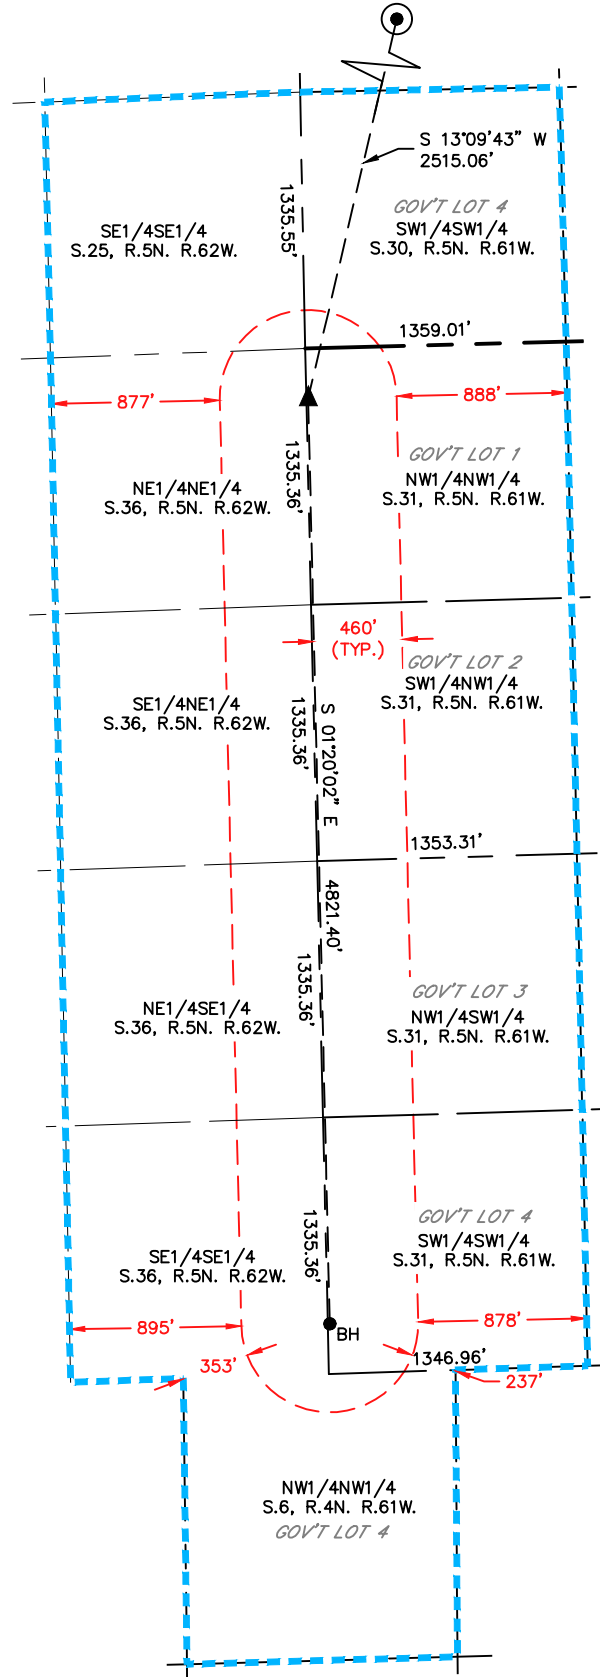 S 13°09'43" W
2515.06'
1335.55'
GOV'T LOT 4
SE1/4SE1/4
S.25, R.5N. R.62W.
SW1/4SW1/4
S.30, R.5N. R.61W.
1359.01'
877'
888'
1335.36'
GOV'T LOT 1
NE1/4NE1/4
S.36, R.5N. R.62W.
NW1/4NW1/4
S.31, R.5N. R.61W.
460'
(TYP.)
GOV'T LOT 2
SE1/4NE1/4
S.36, R.5N. R.62W.
SW1/4NW1/4
S.31, R.5N. R.61W.
1335.36'
S 01°20'02" E
1353.31'
4821.40'
1335.36'
GOV'T LOT 3
NE1/4SE1/4
S.36, R.5N. R.62W.
NW1/4SW1/4
S.31, R.5N. R.61W.
1335.36'
GOV'T LOT 4
SE1/4SE1/4
S.36, R.5N. R.62W.
SW1/4SW1/4
S.31, R.5N. R.61W.
895'
878'
BH
353'
1346.96'
237'
NW1/4NW1/4
S.6, R.4N. R.61W.
GOV'T LOT 4